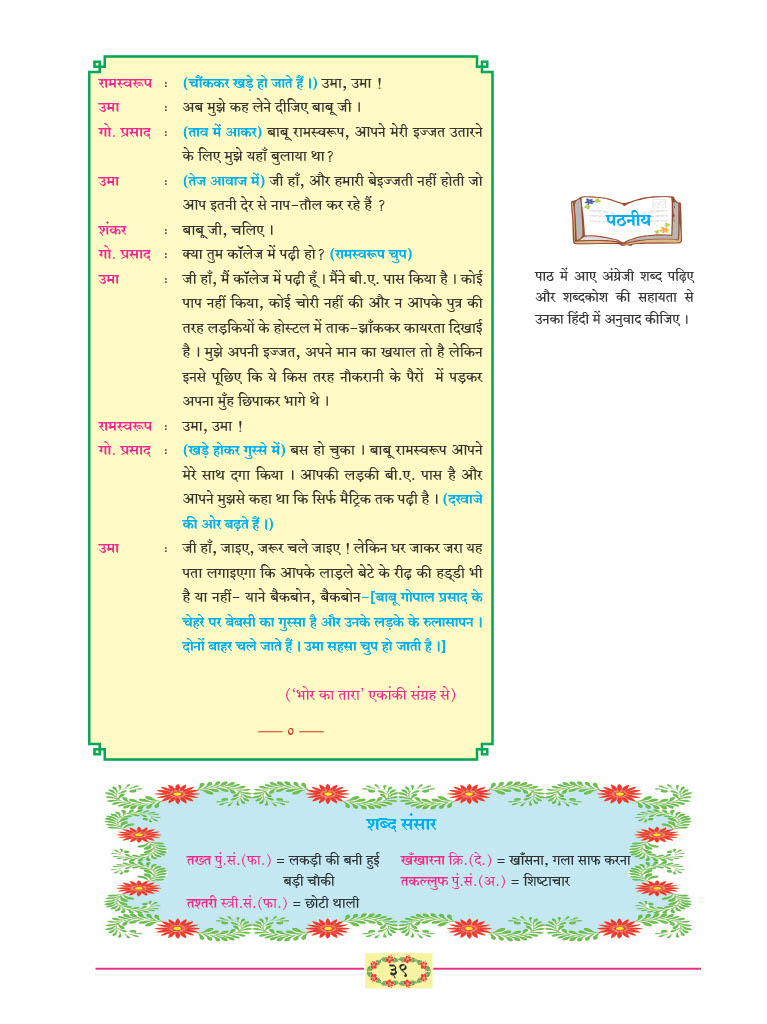 रामस्वरूप : (चौंककर खड़े हो जाते हैं ।) उमा, उमा !
उमा : अब मुझे कह लेने दीजिए बाबू जी ।
गो. प्रसाद : (ताव में आकर) बाबू रामस्वरूप, आपने मेरी इज्जत उतारने
के लिए मुझे यहाँ बुलाया था ?
उमा : (तेज आवाज में) जी हाँ, और हमारी बेइज्जती नहीं होती जो
आप इतनी देर से नाप-तौल कर रहे हैं ?
शंकर : बाबू जी, चलिए ।
गो. प्रसाद : क्या तुम कॉलेज में पढ़ी हो ? (रामस्वरूप चुप)
उमा : जी हाँ, मैं कॉलेज में पढ़ी हूँ । मैंने बी.ए. पास किया है । कोई
पाप नहीं किया, कोई चोरी नहीं की और न आपके पुत्र की
तरह लड़कियों के होस्टल में ताक-झाँककर कायरता दिखाई
है । मुझे अपनी इज्जत, अपने मान का खयाल तो है लेकिन
इनसे पूछिए कि ये किस तरह नौकरानी के पैरों में पड़कर
अपना मुँह छिपाकर भागे थे ।
रामस्वरूप : उमा, उमा !
गो. प्रसाद : (खड़े होकर गुस्से में) बस हो चुका । बाबू रामस्वरूप आपने
मेरे साथ दगा किया । आपकी लड़की बी.ए. पास है और
आपने मुझसे कहा था कि सिर्फ मैट्रिक तक पढ़ी है । (दरवाजे
की ओर बढ़ते हैं ।)
उमा : जी हाँ, जाइए, जरूर चले जाइए ! लेकिन घर जाकर जरा यह
पता लगाइएगा कि आपके लाड़ले बेटे के रीढ़ की हड्डी भी
है या नहीं- याने बैकबोन, बैकबोन-[बाबू गोपाल प्रसाद के
चेहरे पर बेबसी का गुस्सा है और उनके लड़के के रुलासापन ।
दोनों बाहर चले जाते हैं । उमा सहसा चुप हो जाती है ।]
(‘भोर का तारा’ एकांकी संग्रह से)
—— ० ——
पठनीय
पाठ में आए अंग्रेजी शब्द पढ़िए
और शब्दकोश की सहायता से
उनका हिंदी में अनुवाद कीजिए ।
शब्द संसार
तख्त पुं.सं.(फा.) = लकड़ी की बनी हुई
बड़ी चौकी
तश्तरी स्त्री.सं.(फा.) = छोटी थाली
खँखारना क्रि.(दे.) = खाँसना, गला साफ करना
तकल्लुफ पुं.सं.(अ.) = शिष्टाचार
३९